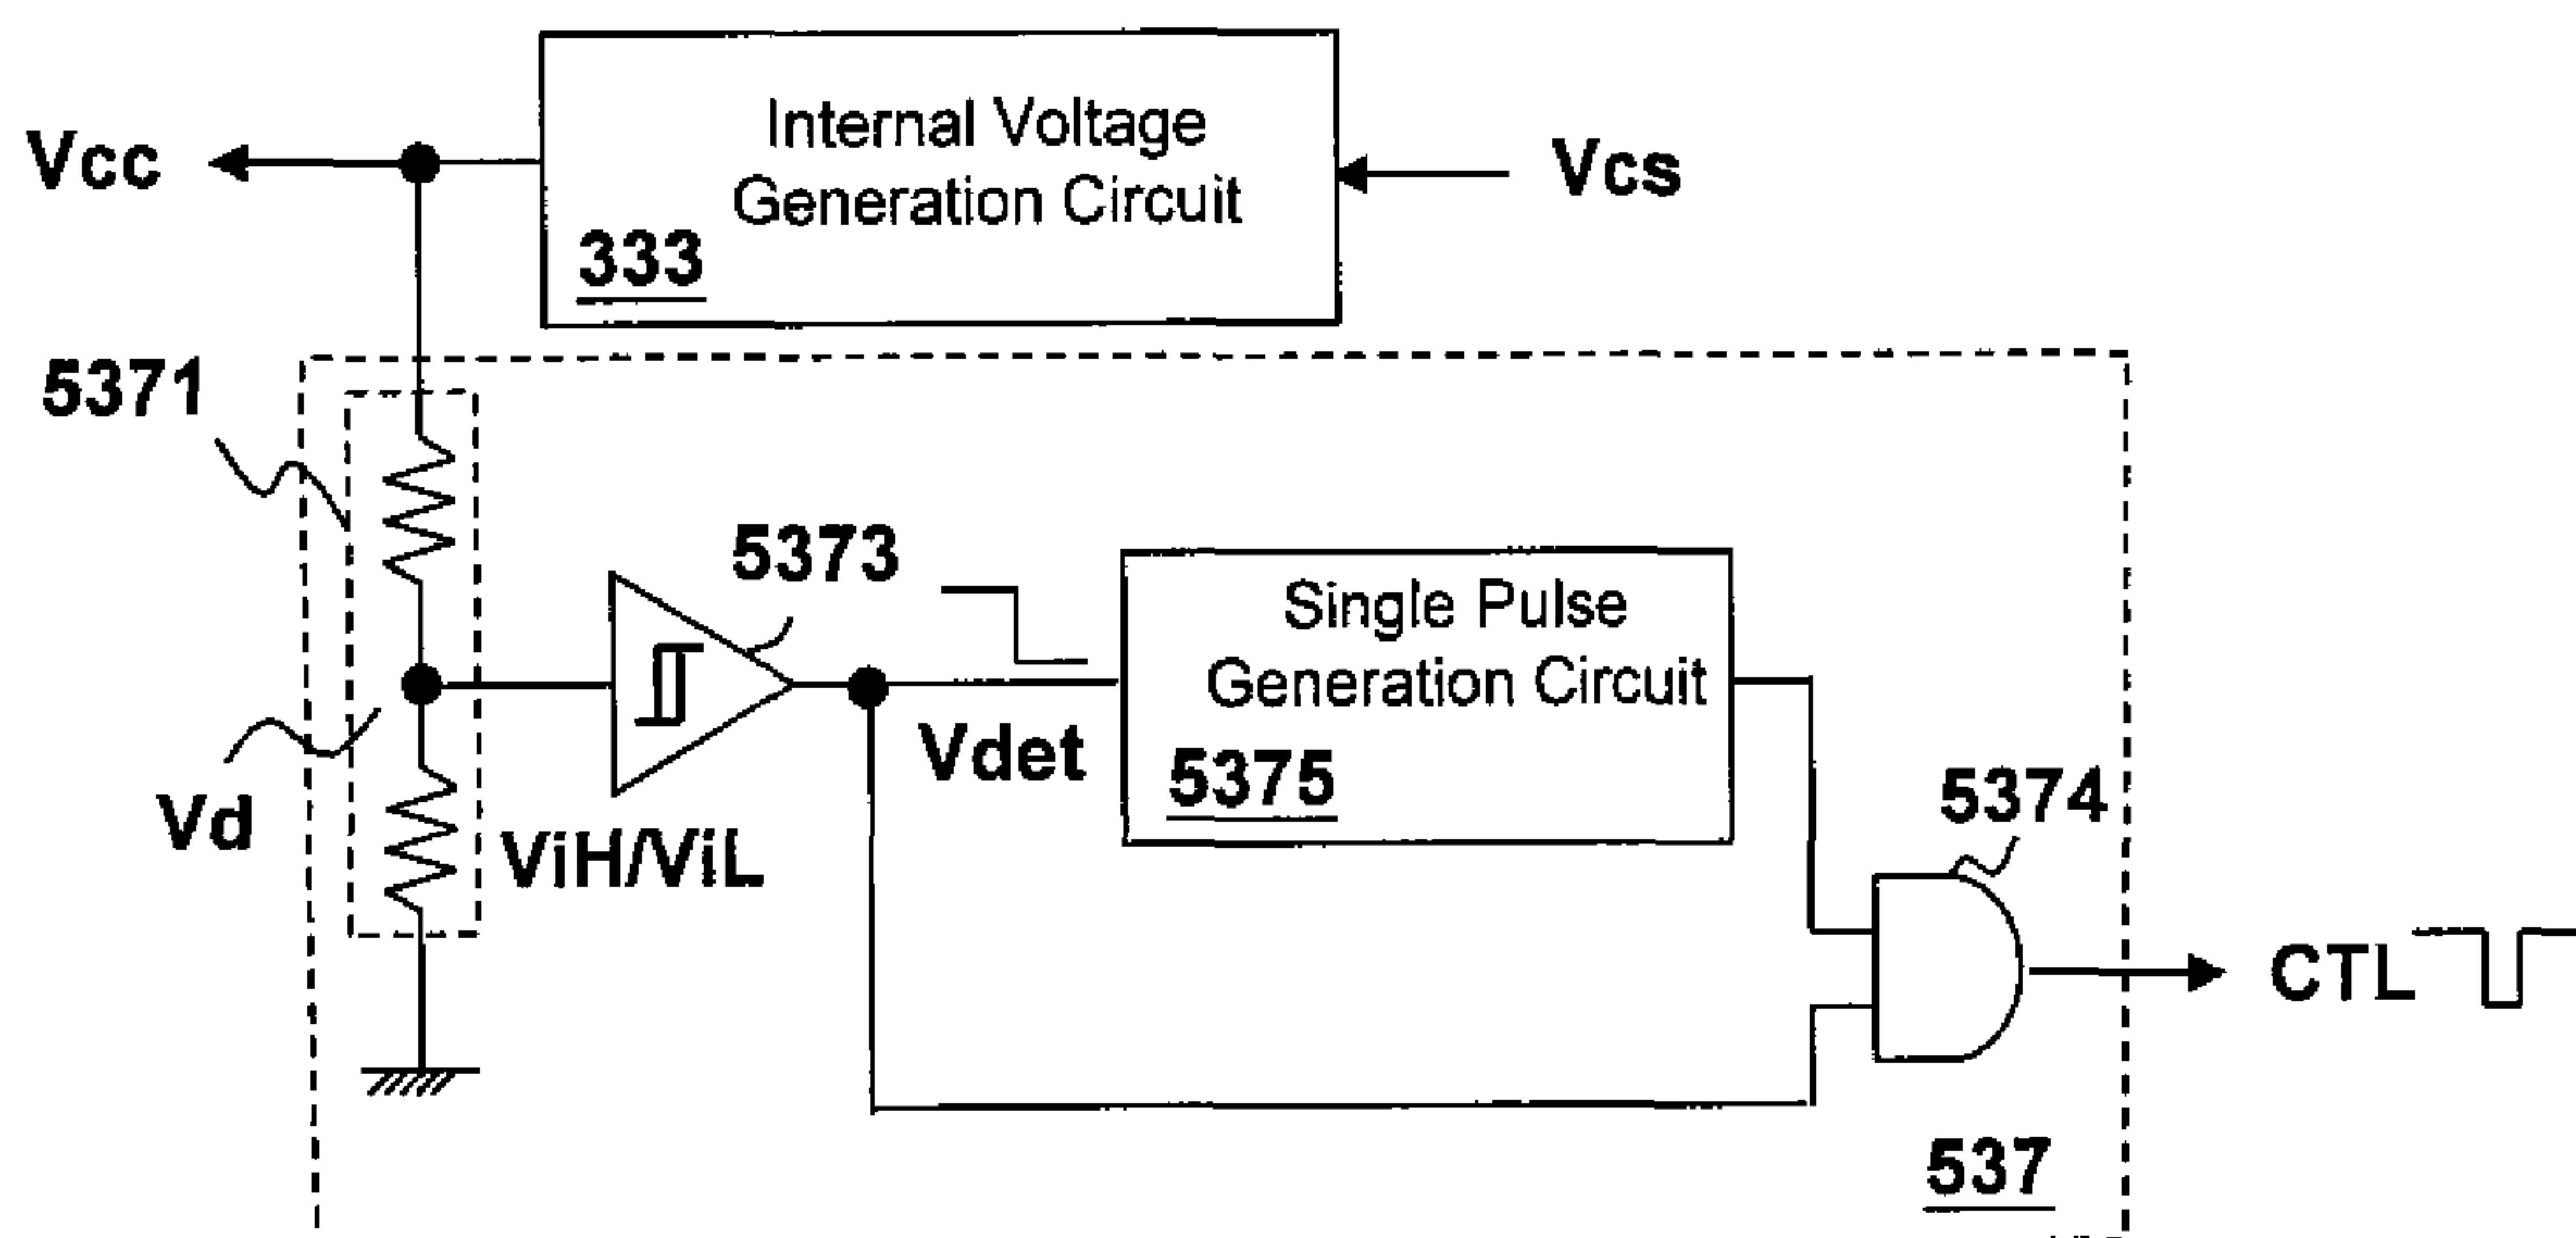 Internal Voltage
Generation Circuit
333
Vcc
Vcs
5371
5373
Single Pulse
Generation Circuit
5375
Vdet
Vd
ViH/ViL
5374
CTL
537